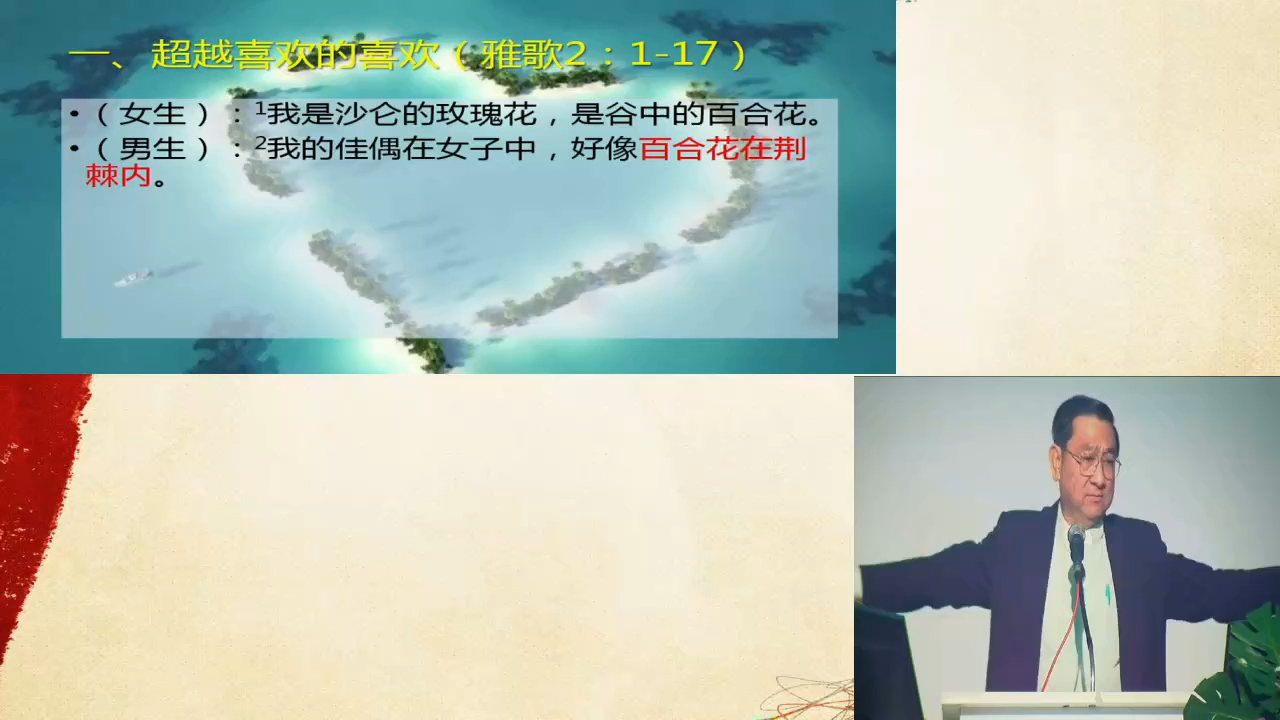 一、超越喜欢的喜欢（雅歌2：1-17）
•（女生）：¹我是沙仑的玫瑰花，是谷中的百合花。
•（男生）：²我的佳偶在女子中，好像百合花在荆
棘内。